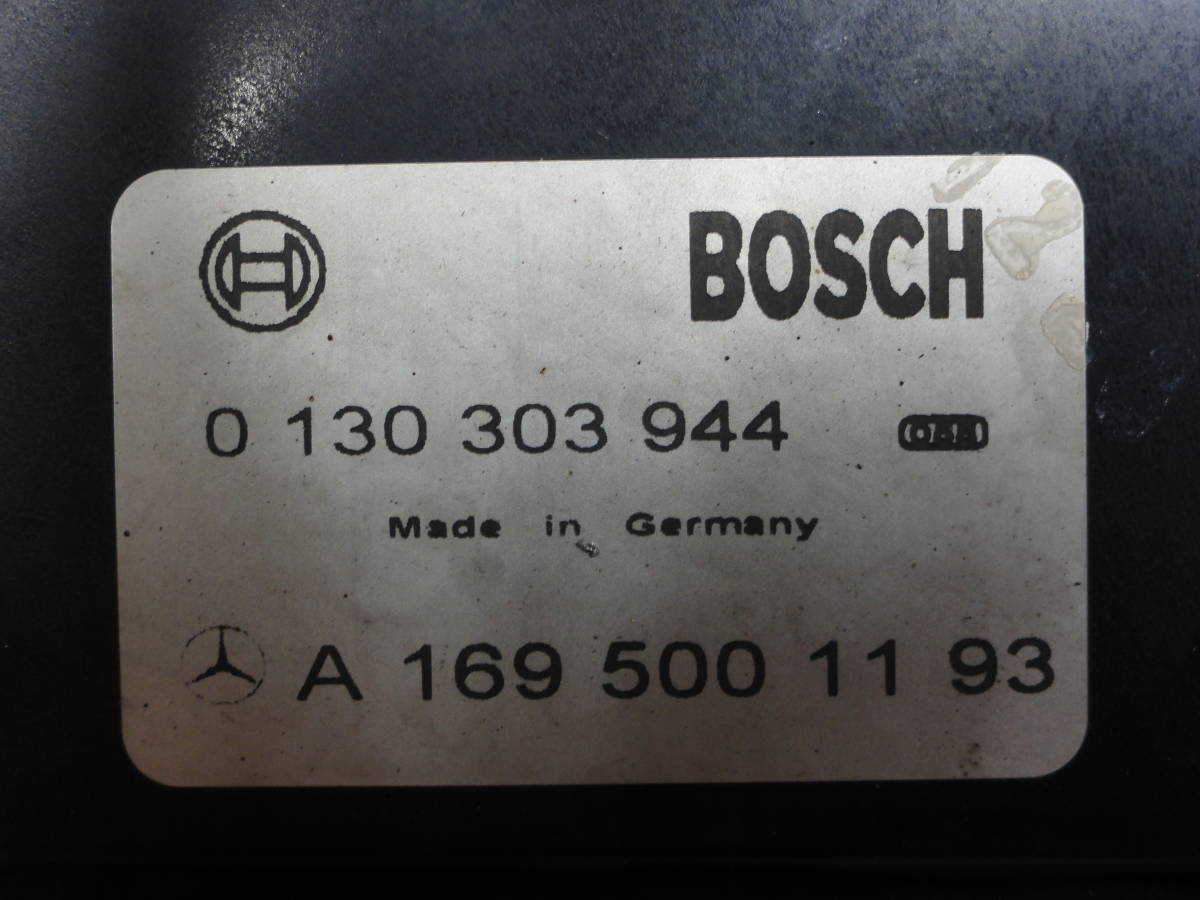 BOSCH
0 130 303 944
Made in Germany
A 169 500 11 93